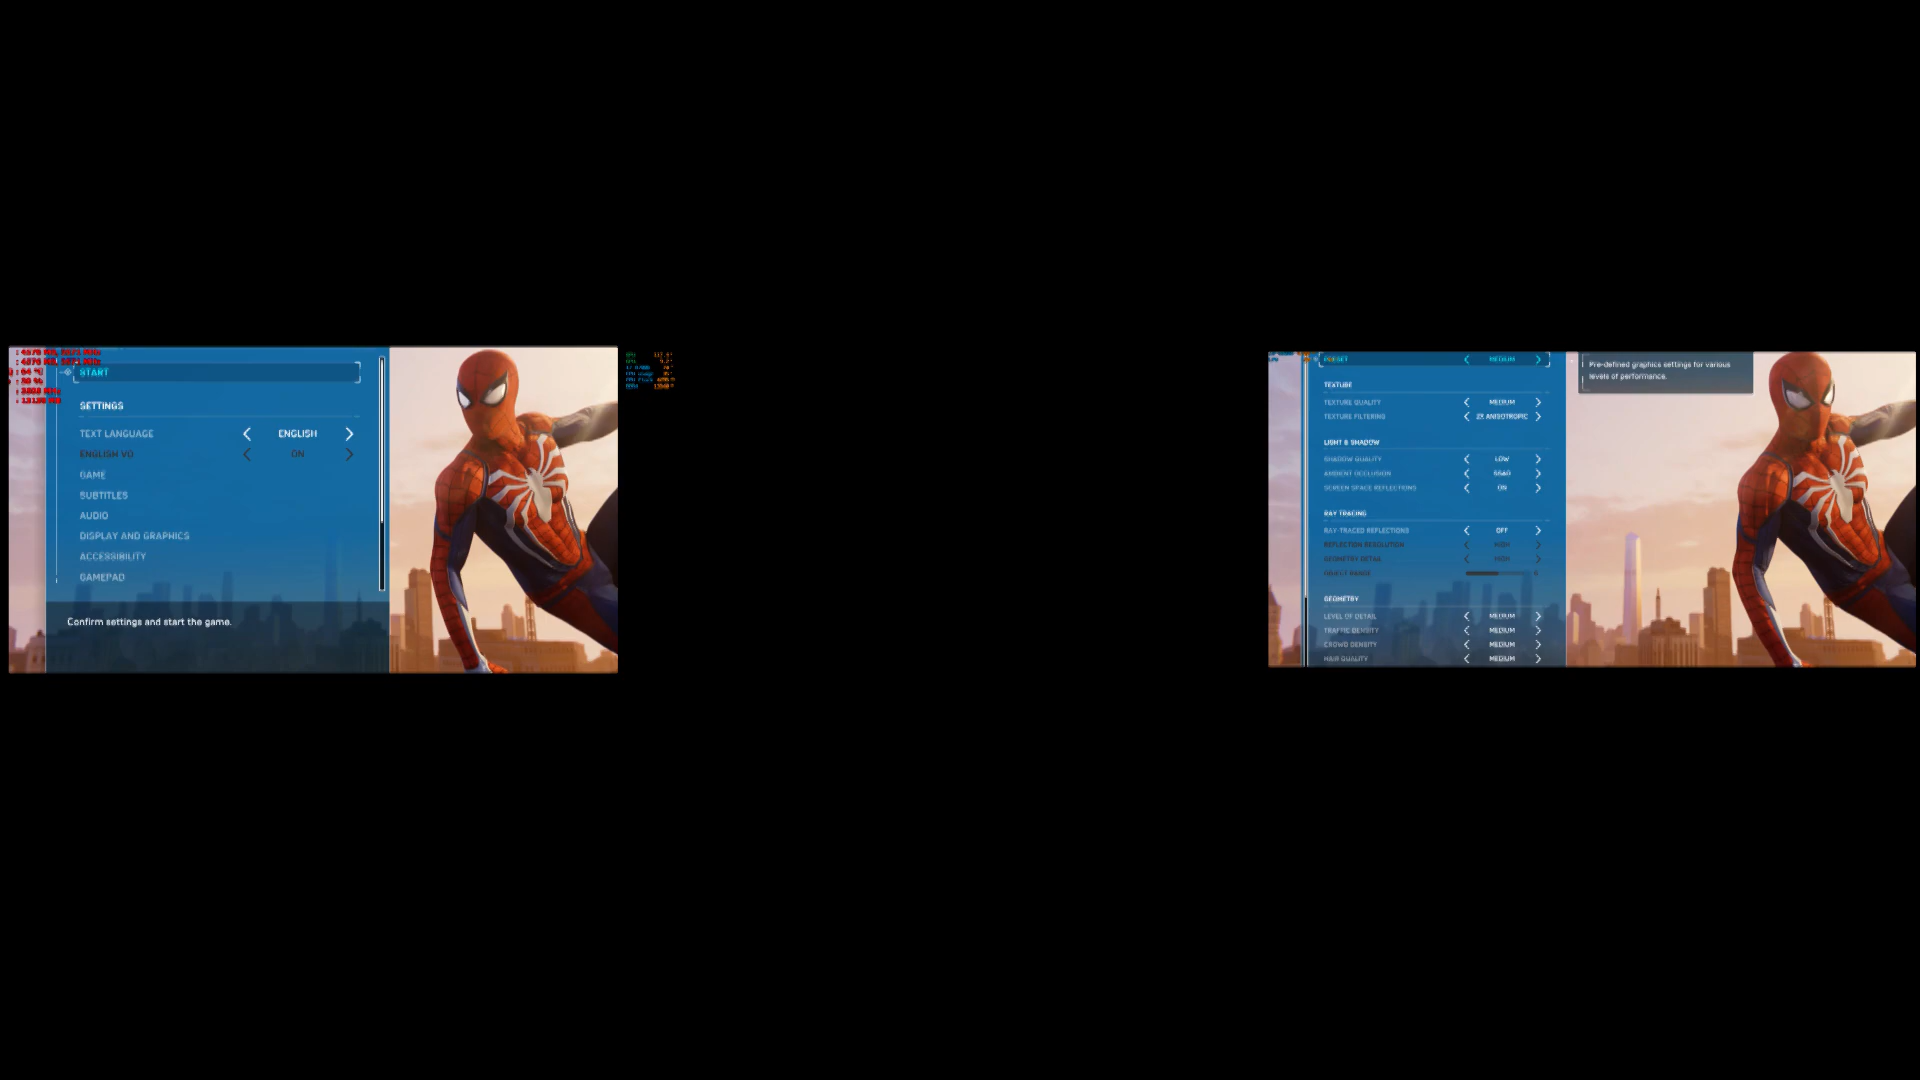 START
SETTINGS
TEXT LANGUAGE ENGLISH
ENGLISH VO ON
GAME
SUBTITLES
AUDIO
DISPLAY AND GRAPHICS
ACCESSIBILITY
GAMEPAD
Confirm settings and start the game.
PRESET MEDIUM
TEXTURE
TEXTURE QUALITY MEDIUM
TEXTURE FILTERING 2X ANISOTROPIC
LIGHT & SHADOW
SHADOW QUALITY LOW
AMBIENT OCCLUSION SSAO
SCREEN SPACE REFLECTIONS ON
RAY TRACING
RAY-TRACED REFLECTIONS OFF
REFLECTION RESOLUTION HIGH
GEOMETRY DETAIL HIGH
OBJECT RANGE
GEOMETRY
LEVEL OF DETAIL MEDIUM
TRAFFIC DENSITY MEDIUM
CROWD DENSITY MEDIUM
HAIR QUALITY MEDIUM
Pre-defined graphics settings for various
levels of performance.